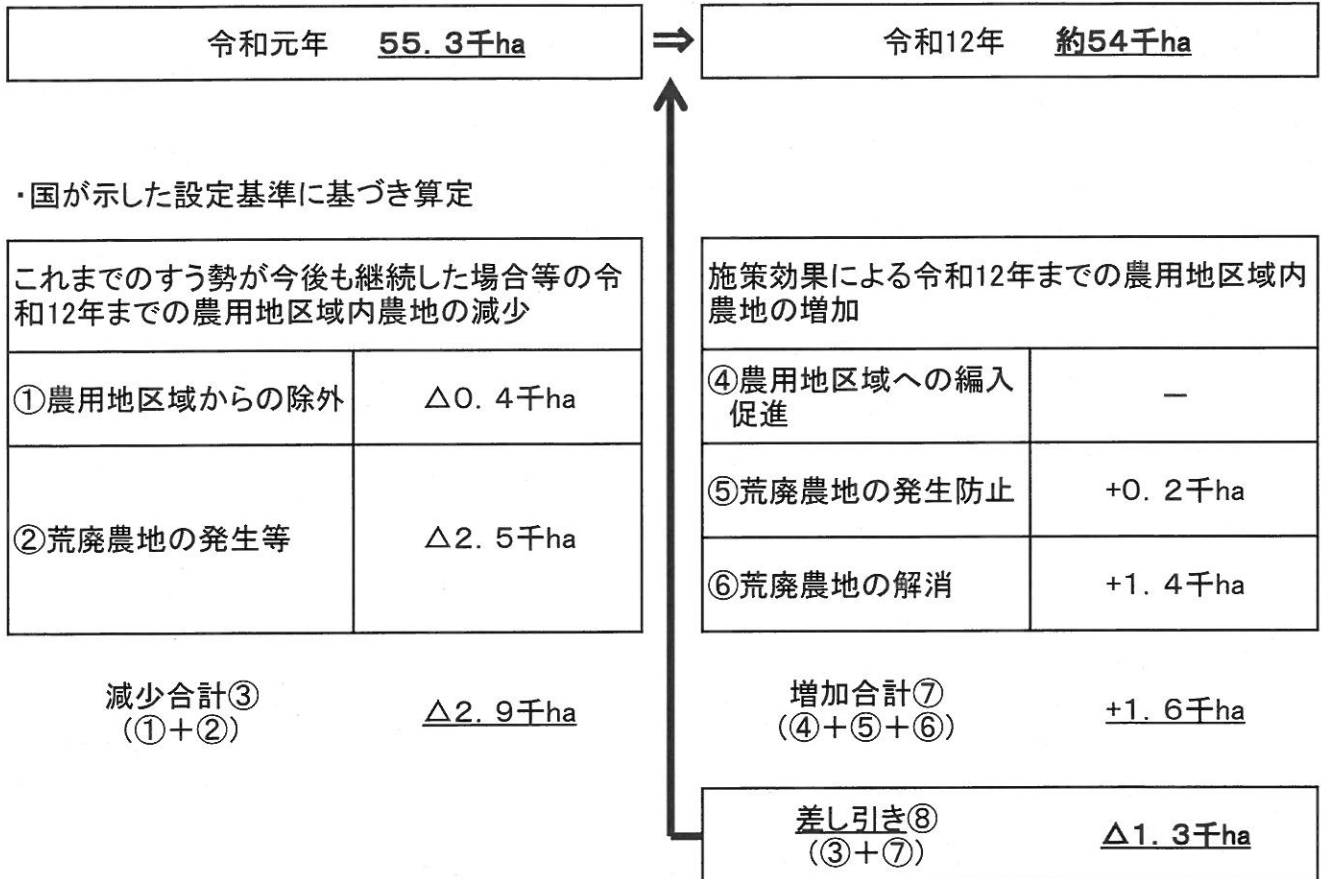 令和元年 55.3千ha ⇒ 令和12年 約54千ha
・国が示した設定基準に基づき算定
これまでのすう勢が今後も継続した場合等の令
和12年までの農用地区域内農地の減少
①農用地区域からの除外 △0.4千ha
②荒廃農地の発生等 △2.5千ha
減少合計③
(①+②)
△2.9千ha
施策効果による令和12年までの農用地区域内
農地の増加
④農用地区域への編入
促進
－
⑤荒廃農地の発生防止 +0.2千ha
⑥荒廃農地の解消 +1.4千ha
増加合計⑦
(④+⑤+⑥)
+1.6千ha
差し引き⑧
(③+⑦)
△1.3千ha